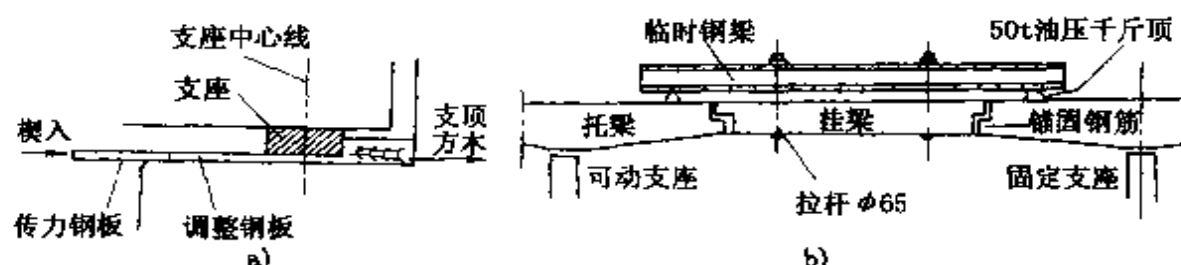 支座中心线
支座
楔入
支顶
方木
传力钢板
调整钢板
a)
临时钢梁
50t油压千斤顶
托梁
挂梁
锚固钢筋
可动支座
固定支座
拉杆 φ65
b)